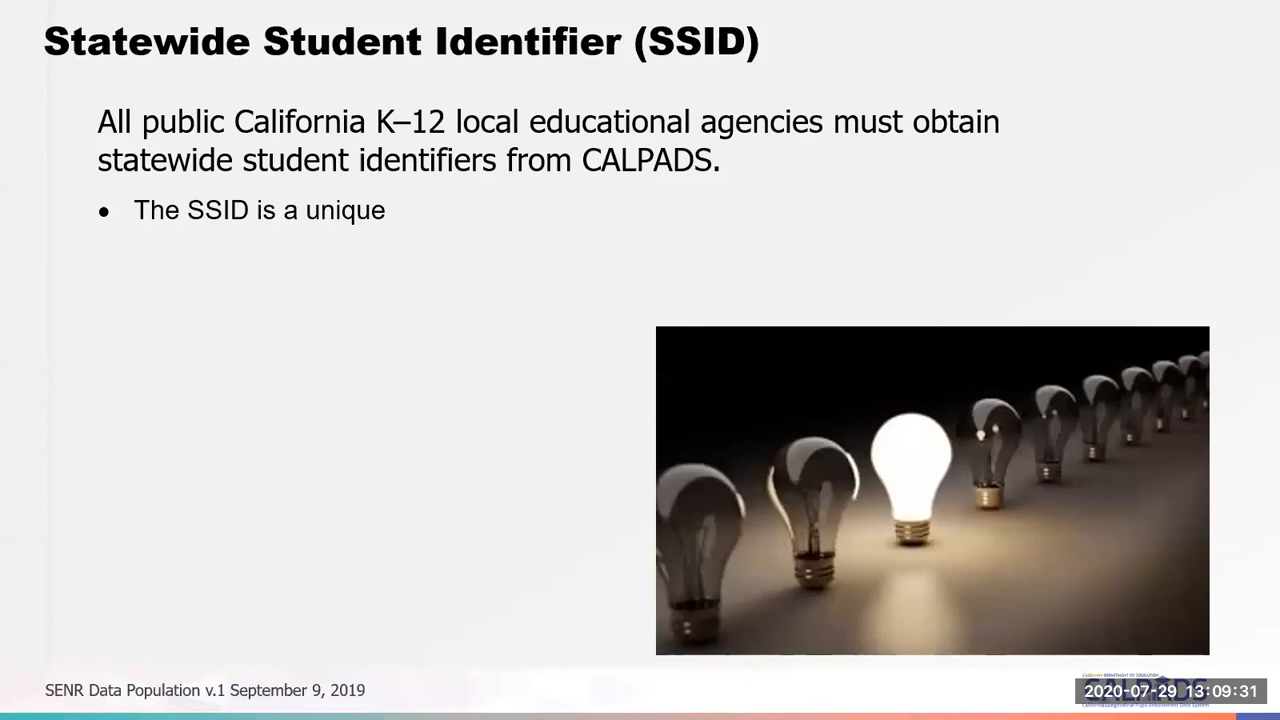 Statewide Student Identifier (SSID)
All public California K–12 local educational agencies must obtain
statewide student identifiers from CALPADS.
• The SSID is a unique
SENR Data Population v.1 September 9, 2019
2020-07-29 13:09:31